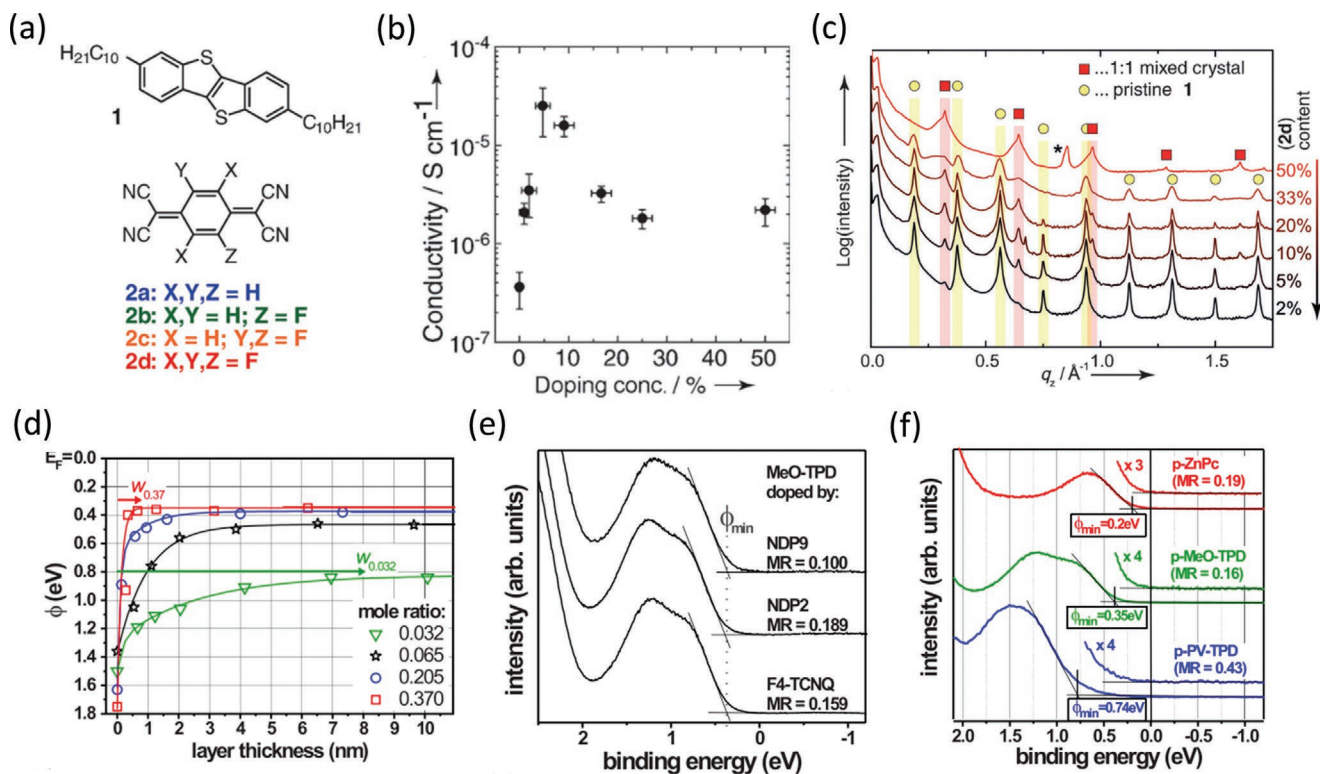 (a)
H₂₁C₁₀
S
S
C₁₀H₂₁
1
NC
Y
X
CN
CN
CN
X
Z
2a: X,Y,Z = H
2b: X,Y = H; Z = F
2c: X = H; Y,Z = F
2d: X,Y,Z = F
(b)
Conductivity / S cm⁻¹
10⁻⁴
10⁻⁵
10⁻⁶
10⁻⁷
0 10 20 30 40 50
Doping conc. / %
(c)
...1:1 mixed crystal
... pristine 1
Log(intensity)
*
(2d) content
50%
33%
20%
10%
5%
2%
0.0 0.5 1.0 1.5
q_z / Å⁻¹
(d)
E_F=0.0
0.2
0.4
0.6
0.8
1.0
1.2
1.4
1.6
1.8
ϕ (eV)
W₀.₃₇
W₀.₀₃₂
mole ratio:
0.032
0.065
0.205
0.370
0 1 2 3 4 5 6 7 8 9 10
layer thickness (nm)
(e)
MeO-TPD
doped by:
ϕmin
NDP9
MR = 0.100
NDP2
MR = 0.189
F4-TCNQ
MR = 0.159
intensity (arb. units)
2 1 0 -1
binding energy (eV)
(f)
x 3
p-ZnPc
(MR = 0.19)
ϕmin=0.2eV
x 4
p-MeO-TPD
(MR = 0.16)
ϕmin=0.35eV
x 4
p-PV-TPD
(MR = 0.43)
ϕmin=0.74eV
intensity (arb. units)
2.0 1.5 1.0 0.5 0.0 -0.5 -1.0
binding energy (eV)